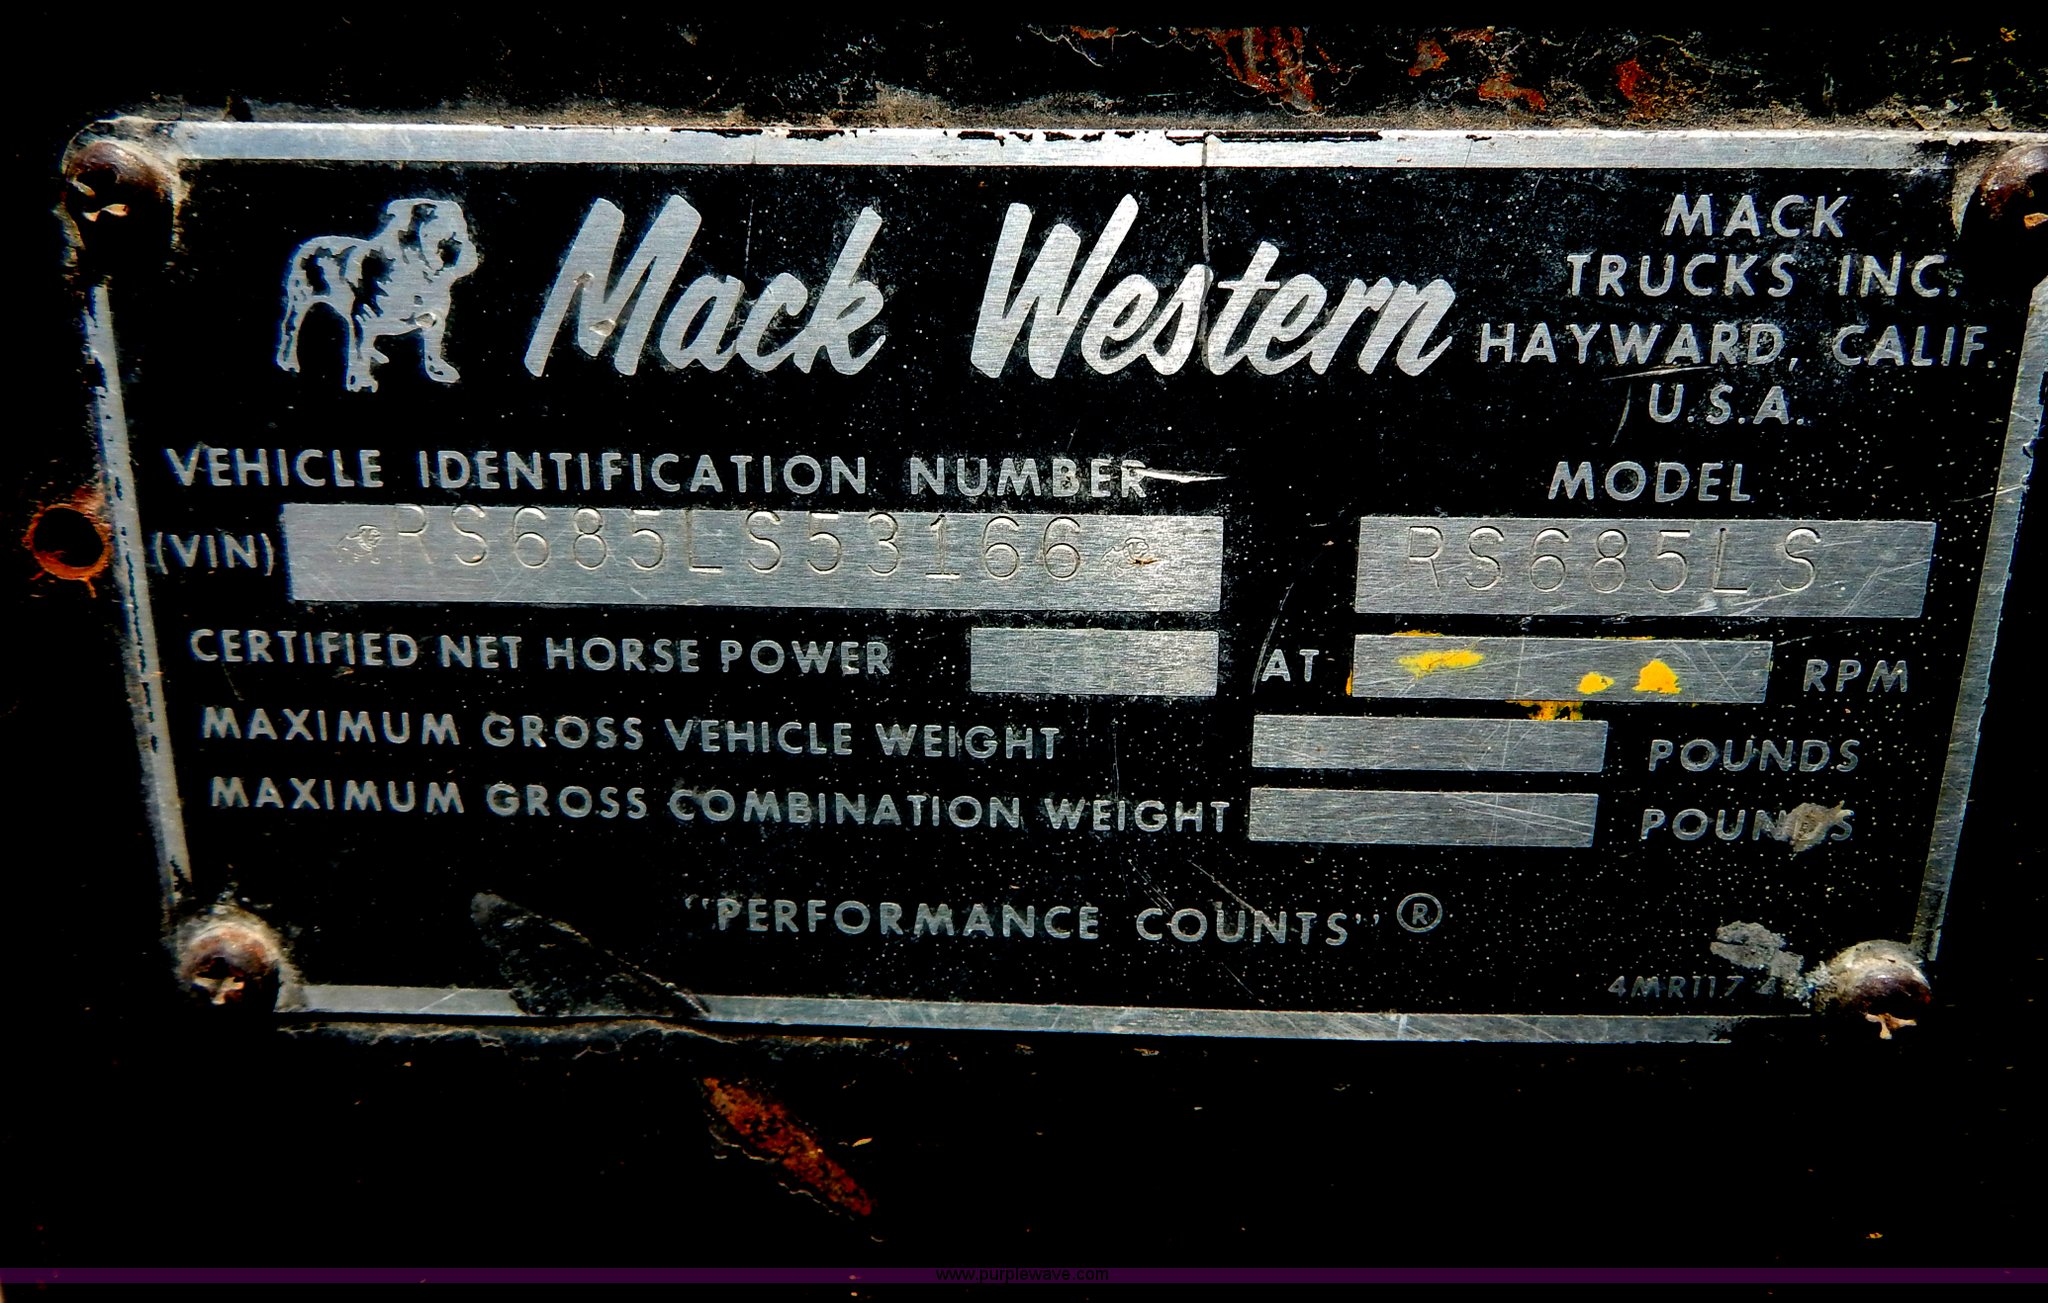 Mack Western
MACK
TRUCKS INC.
HAYWARD, CALIF.
U.S.A.
VEHICLE IDENTIFICATION NUMBER
(VIN) RS685LS53166
MODEL
RS685LS
CERTIFIED NET HORSE POWER AT RPM
MAXIMUM GROSS VEHICLE WEIGHT POUNDS
MAXIMUM GROSS COMBINATION WEIGHT POUNDS
"PERFORMANCE COUNTS" ®
4MR117
www.purplewave.com